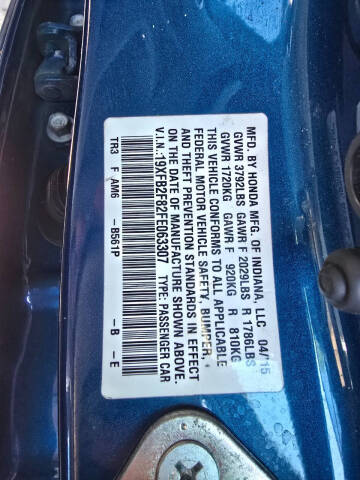 MFD. BY HONDA MFG. OF INDIANA, LLC 04/15
GVWR 3792LBS GAWR F 2029LBS R 1786LBS
GVWR 1720KG GAWR F 920KG R 810KG
THIS VEHICLE CONFORMS TO ALL APPLICABLE
FEDERAL MOTOR VEHICLE SAFETY, BUMPER,
AND THEFT PREVENTION STANDARDS IN EFFECT
ON THE DATE OF MANUFACTURE SHOWN ABOVE.
V.I.N.:19XFB2F82FE063307 TYPE: PASSENGER CAR
TR3 F AM6 -B561P -B -E